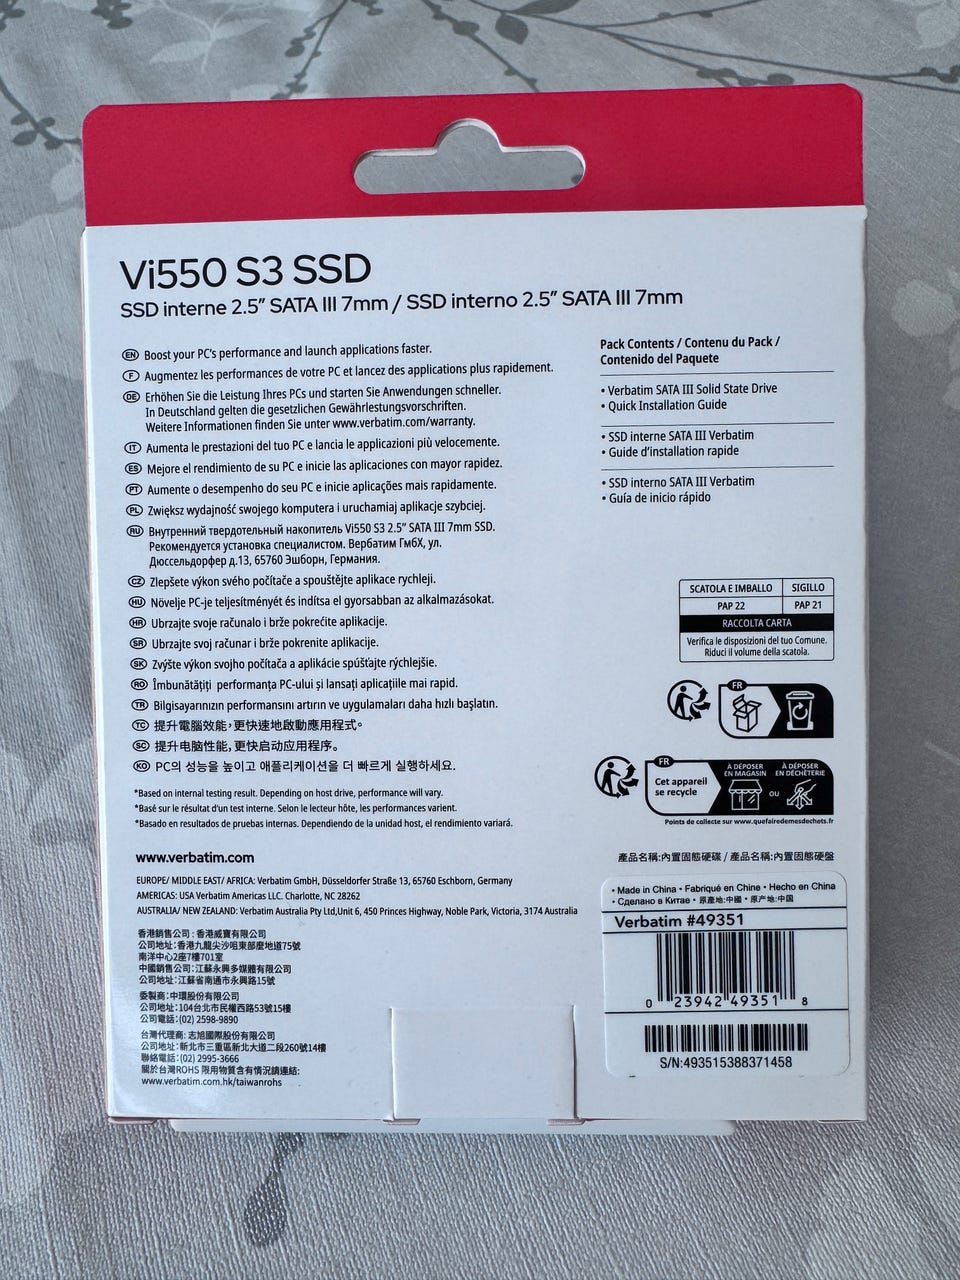 Vi550 S3 SSD
SSD interne 2.5" SATA III 7mm / SSD interno 2.5" SATA III 7mm
EN Boost your PC's performance and launch applications faster.
F Augmentez les performances de votre PC et lancez des applications plus rapidement.
DE Erhöhen Sie die Leistung Ihres PCs und starten Sie Anwendungen schneller.
In Deutschland gelten die gesetzlichen Gewährlestungsvorschriften.
Weitere Informationen finden Sie unter www.verbatim.com/warranty.
IT Aumenta le prestazioni del tuo PC e lancia le applicazioni più velocemente.
ES Mejore el rendimiento de su PC e inicie las aplicaciones con mayor rapidez.
PT Aumente o desempenho do seu PC e inicie aplicações mais rapidamente.
PL Zwiększ wydajność swojego komputera i uruchamiaj aplikacje szybciej.
RU Внутренний твердотельный накопитель Vi550 S3 2.5" SATA III 7mm SSD.
Рекомендуется установка специалистом. Вербатим ГмбХ, ул.
Дюссельдорфер д.13, 65760 Эшборн, Германия.
CZ Zlepšete výkon svého počítače a spouštějte aplikace rychleji.
HU Növelje PC-je teljesítményét és indítsa el gyorsabban az alkalmazásokat.
HR Ubrzajte svoje računalo i brže pokrećite aplikacije.
SR Ubrzajte svoj računar i brže pokrenite aplikacije.
SK Zvýšte výkon svojho počítača a aplikácie spúšťajte rýchlejšie.
RO Îmbunătățiți performanța PC-ului și lansați aplicațiile mai rapid.
TR Bilgisayarınızın performansını artırın ve uygulamaları daha hızlı başlatın.
TC 提升電腦效能，更快速地啟動應用程式。
SC 提升电脑性能，更快启动应用程序。
KO PC의 성능을 높이고 애플리케이션을 더 빠르게 실행하세요.
*Based on internal testing result. Depending on host drive, performance will vary.
*Basé sur le résultat d'un test interne. Selon le lecteur hôte, les performances varient.
*Basado en resultados de pruebas internas. Dependiendo de la unidad host, el rendimiento variará.
www.verbatim.com
EUROPE/ MIDDLE EAST/ AFRICA: Verbatim GmbH, Düsseldorfer Straße 13, 65760 Eschborn, Germany
AMERICAS: USA Verbatim Americas LLC. Charlotte, NC 28262
AUSTRALIA/ NEW ZEALAND: Verbatim Australia Pty Ltd,Unit 6, 450 Princes Highway, Noble Park, Victoria, 3174 Australia
香港銷售公司：香港威寶有限公司
公司地址：香港九龍尖沙咀東部麼地道75號
南洋中心2座7樓701室
中國銷售公司：江蘇永興多媒體有限公司
公司地址：江蘇省南通市永興路15號
委製商：中環股份有限公司
公司地址：104台北市民權西路53號15樓
公司電話：(02) 2598-9890
台灣代理商: 志旭國際股份有限公司
公司地址：新北市三重區新北大道二段260號14樓
聯絡電話：(02) 2995-3666
關於台灣ROHS 限用物質含有情況請連結:
www.verbatim.com.hk/taiwanrohs
Pack Contents / Contenu du Pack /
Contenido del Paquete
• Verbatim SATA III Solid State Drive
• Quick Installation Guide
• SSD interne SATA III Verbatim
• Guide d'installation rapide
• SSD interno SATA III Verbatim
• Guía de inicio rápido
SCATOLA E IMBALLO SIGILLO
PAP 22 PAP 21
RACCOLTA CARTA
Verifica le disposizioni del tuo Comune.
Riduci il volume della scatola.
FR
FR
Cet appareil
se recycle
À DÉPOSER
EN MAGASIN
OU
À DÉPOSER
EN DÉCHÈTERIE
Points de collecte sur www.quefairedemesdechets.fr
產品名稱:內置固態硬碟 / 產品名稱:內置固態硬盤
• Made in China • Fabriqué en Chine • Hecho en China
• Сделано в Китае • 原產地:中國 • 原产地:中国
Verbatim #49351
0 23942 49351 8
S/N:493515388371458